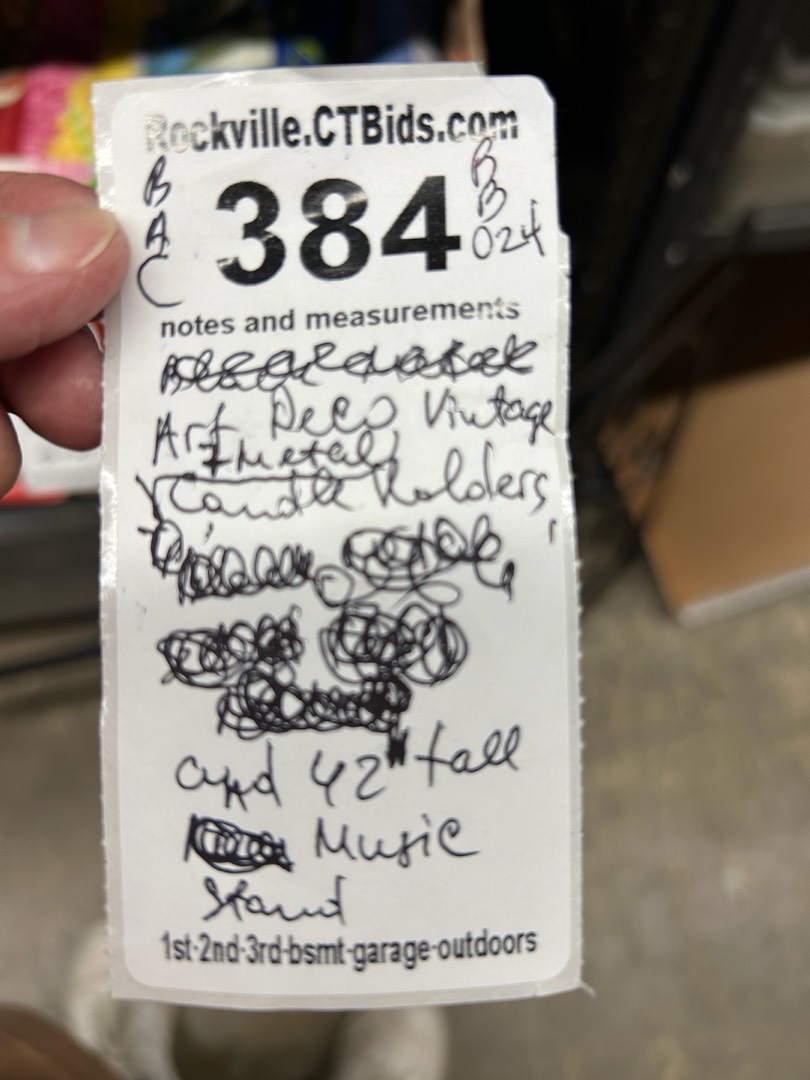 Rockville.CTBids.com
B
A
C
384
B
B
024
notes and measurements
Art Deco Vintage
Metal
Candle Holders,
and 42" tall
Music
Stand
1st-2nd-3rd-bsmt-garage-outdoors